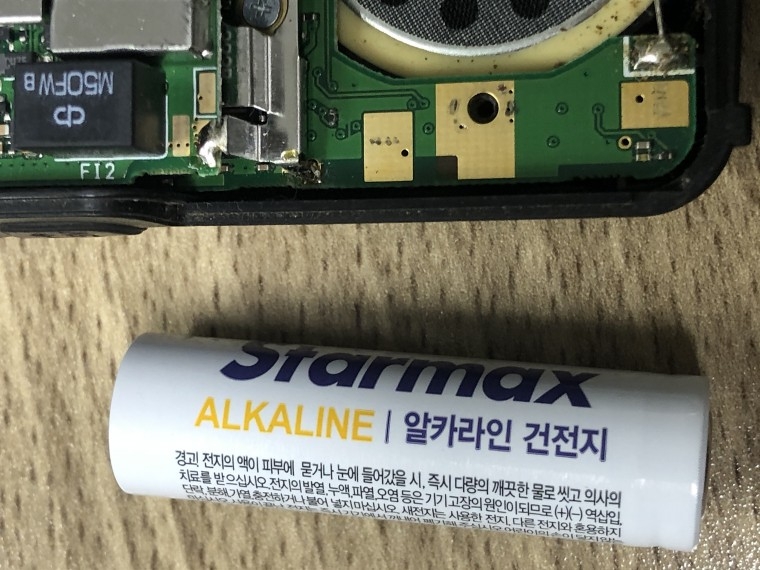 M50FW B
FI2
Starmax
ALKALINE | 알카라인 건전지
경고! 전지의 액이 피부에 묻거나 눈에 들어갔을 시, 즉시 다량의 깨끗한 물로 씻고 의사의
치료를 받으십시오. 전지의 발열, 누액, 파열, 오염 등은 기기 고장의 원인이 되므로 (+)(-) 역삽입,
단락, 분해가열, 충전하거나 불에 넣지 마십시오. 새전지는 사용한 전지, 다른 전지와 혼용하지